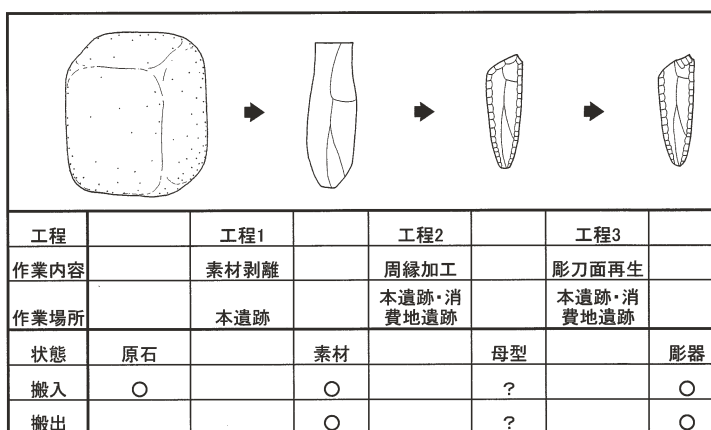 工程 工程1 工程2 工程3
作業内容 素材剥離 周縁加工 彫刀面再生
作業場所 本遺跡 本遺跡・消費地遺跡 本遺跡・消費地遺跡
状態 原石 素材 母型 彫器
搬入 ○ ○ ? ○
搬出 ○ ? ○